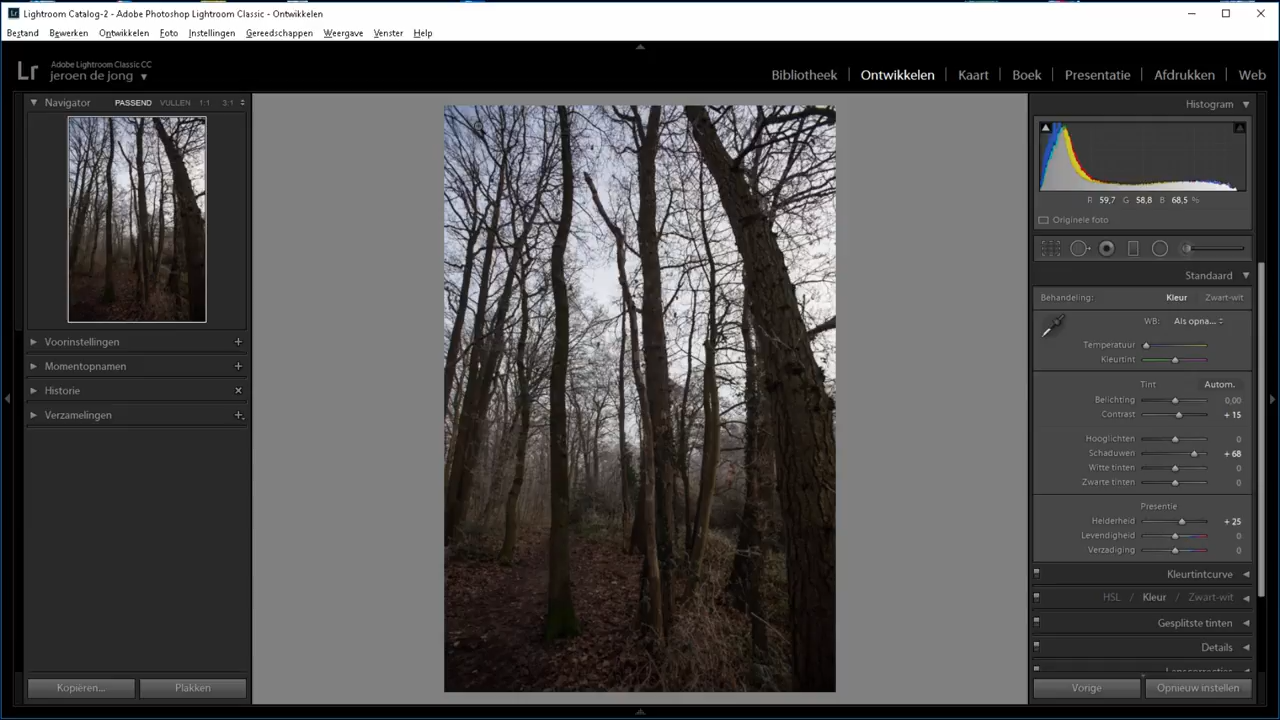 Lr Lightroom Catalog-2 - Adobe Photoshop Lightroom Classic - Ontwikkelen
Bestand Bewerken Ontwikkelen Foto Instellingen Gereedschappen Weergave Venster Help
Lr Adobe Lightroom Classic CC
jeroen de jong
Bibliotheek Ontwikkelen Kaart Boek Presentatie Afdrukken Web
Navigator PASSEND VULLEN 1:1 3:1
Voorinstellingen
Momentopnamen
Historie
Verzamelingen
Kopiëren... Plakken
Histogram
R 59,7 G 58,8 B 68,5 %
Originele foto
Standaard
Behandeling: Kleur Zwart-wit
WB: Als opna...
Temperatuur
Kleurtint
Tint Autom.
Belichting 0,00
Contrast + 15
Hooglichten 0
Schaduwen + 68
Witte tinten 0
Zwarte tinten 0
Presentie
Helderheid + 25
Levendigheid 0
Verzadiging 0
Kleurtintcurve
HSL / Kleur / Zwart-wit
Gesplitste tinten
Details
Lenscorrecties
Vorige Opnieuw instellen